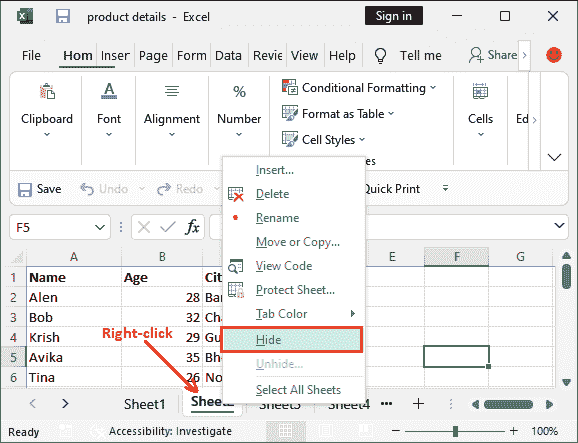 product details - Excel Sign in
File Hom Inser Page Form Data Revie View Help Tell me Share
Clipboard Font Alignment Number Conditional Formatting Format as Table Cell Styles Cells Ed
es
Save Undo Redo Quick Print
F5 fx
A B E F G
1 Name Age Cit
2 Alen 28 Bar
3 Bob 32 Cha
4 Krish 29 Gu
5 Avika 35 Bh
6 Tina 26 No
Insert...
Delete
Rename
Move or Copy...
View Code
Protect Sheet...
Tab Color
Hide
Unhide...
Select All Sheets
Right-click
Sheet1 Sheet2 Sheet3 Sheet4
Ready Accessibility: Investigate 100%